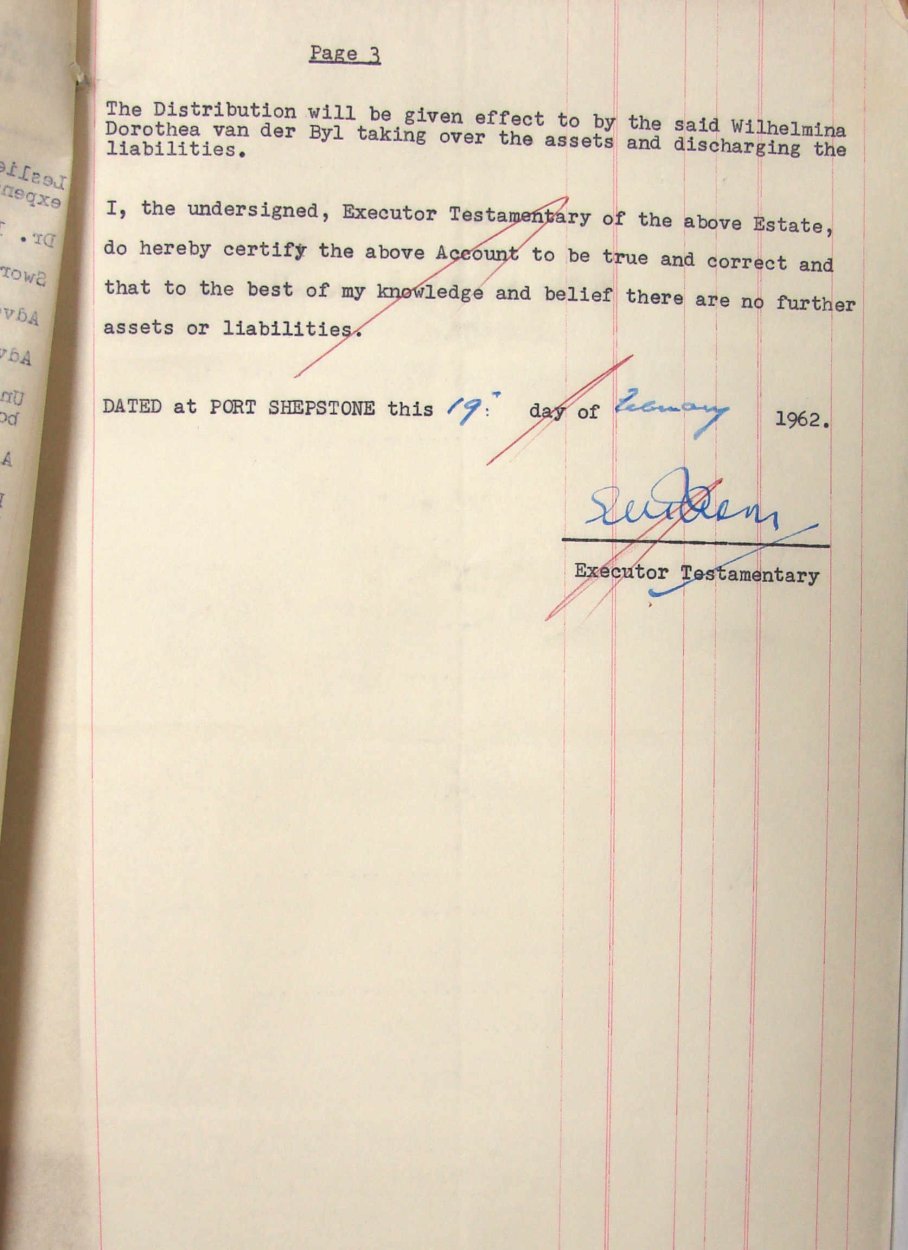 Page 3
The Distribution will be given effect to by the said Wilhelmina
Dorothea van der Byl taking over the assets and discharging the
liabilities.
I, the undersigned, Executor Testamentary of the above Estate,
do hereby certify the above Account to be true and correct and
that to the best of my knowledge and belief there are no further
assets or liabilities.
DATED at PORT SHEPSTONE this 19: day of February 1962.
Executor Testamentary